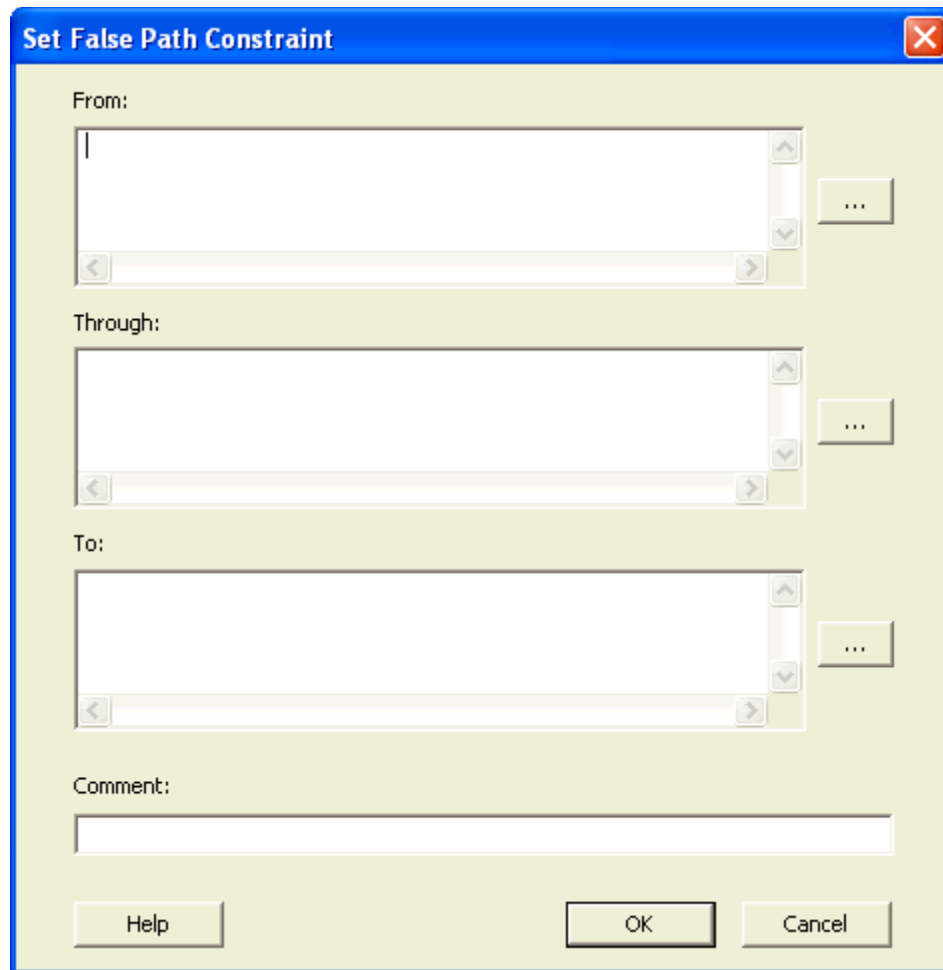 Set False Path Constraint
From:
...
Through:
...
To:
...
Comment:
Help OK Cancel